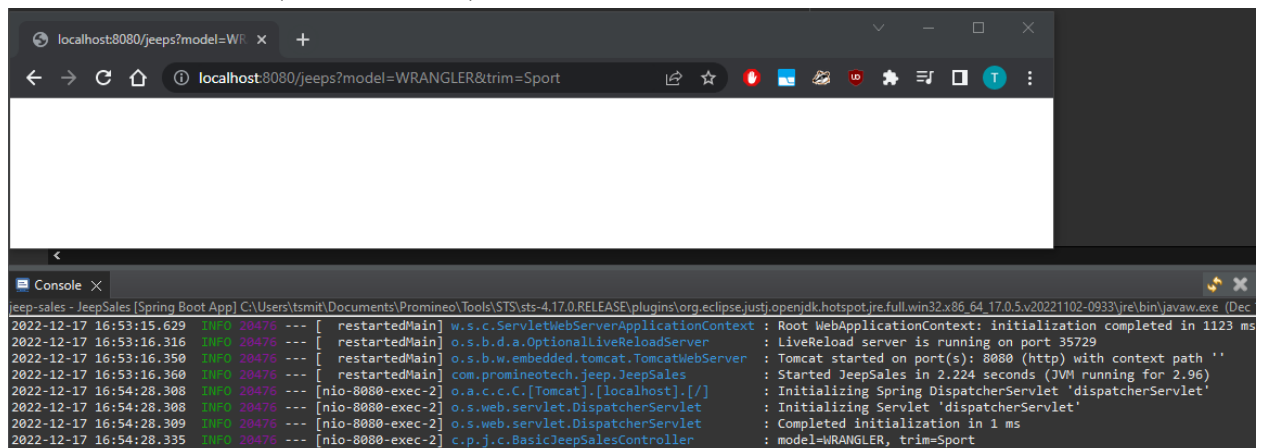 localhost:8080/jeeps?model=WR
localhost:8080/jeeps?model=WRANGLER&trim=Sport
T
Console
jeep-sales - JeepSales [Spring Boot App] C:\Users\tsmit\Documents\Promineo\Tools\STS\sts-4.17.0.RELEASE\plugins\org.eclipse.justj.openjdk.hotspot.jre.full.win32.x86_64_17.0.5.v20221102-0933\jre\bin\javaw.exe (Dec
2022-12-17 16:53:15.629 INFO 20476 --- [ restartedMain] w.s.c.ServletWebServerApplicationContext : Root WebApplicationContext: initialization completed in 1123 ms
2022-12-17 16:53:16.316 INFO 20476 --- [ restartedMain] o.s.b.d.a.OptionalLiveReloadServer : LiveReload server is running on port 35729
2022-12-17 16:53:16.350 INFO 20476 --- [ restartedMain] o.s.b.w.embedded.tomcat.TomcatWebServer : Tomcat started on port(s): 8080 (http) with context path ''
2022-12-17 16:53:16.360 INFO 20476 --- [ restartedMain] com.promineotech.jeep.JeepSales : Started JeepSales in 2.224 seconds (JVM running for 2.96)
2022-12-17 16:54:28.308 INFO 20476 --- [nio-8080-exec-2] o.a.c.c.C.[Tomcat].[localhost].[/] : Initializing Spring DispatcherServlet 'dispatcherServlet'
2022-12-17 16:54:28.308 INFO 20476 --- [nio-8080-exec-2] o.s.web.servlet.DispatcherServlet : Initializing Servlet 'dispatcherServlet'
2022-12-17 16:54:28.309 INFO 20476 --- [nio-8080-exec-2] o.s.web.servlet.DispatcherServlet : Completed initialization in 1 ms
2022-12-17 16:54:28.335 INFO 20476 --- [nio-8080-exec-2] c.p.j.c.BasicJeepSalesController : model=WRANGLER, trim=Sport